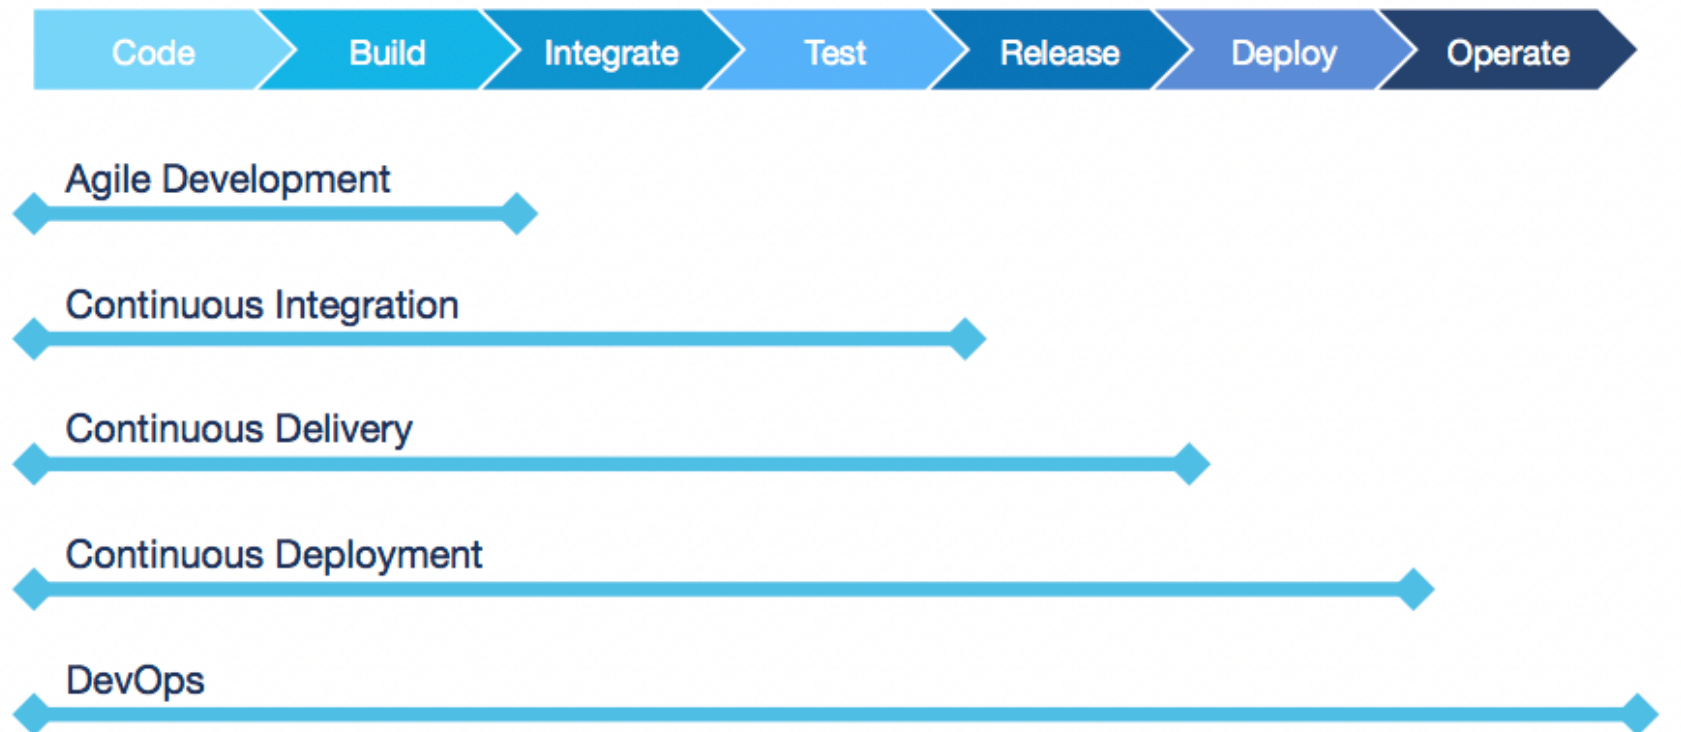 Code Build Integrate Test Release Deploy Operate
Agile Development
Continuous Integration
Continuous Delivery
Continuous Deployment
DevOps